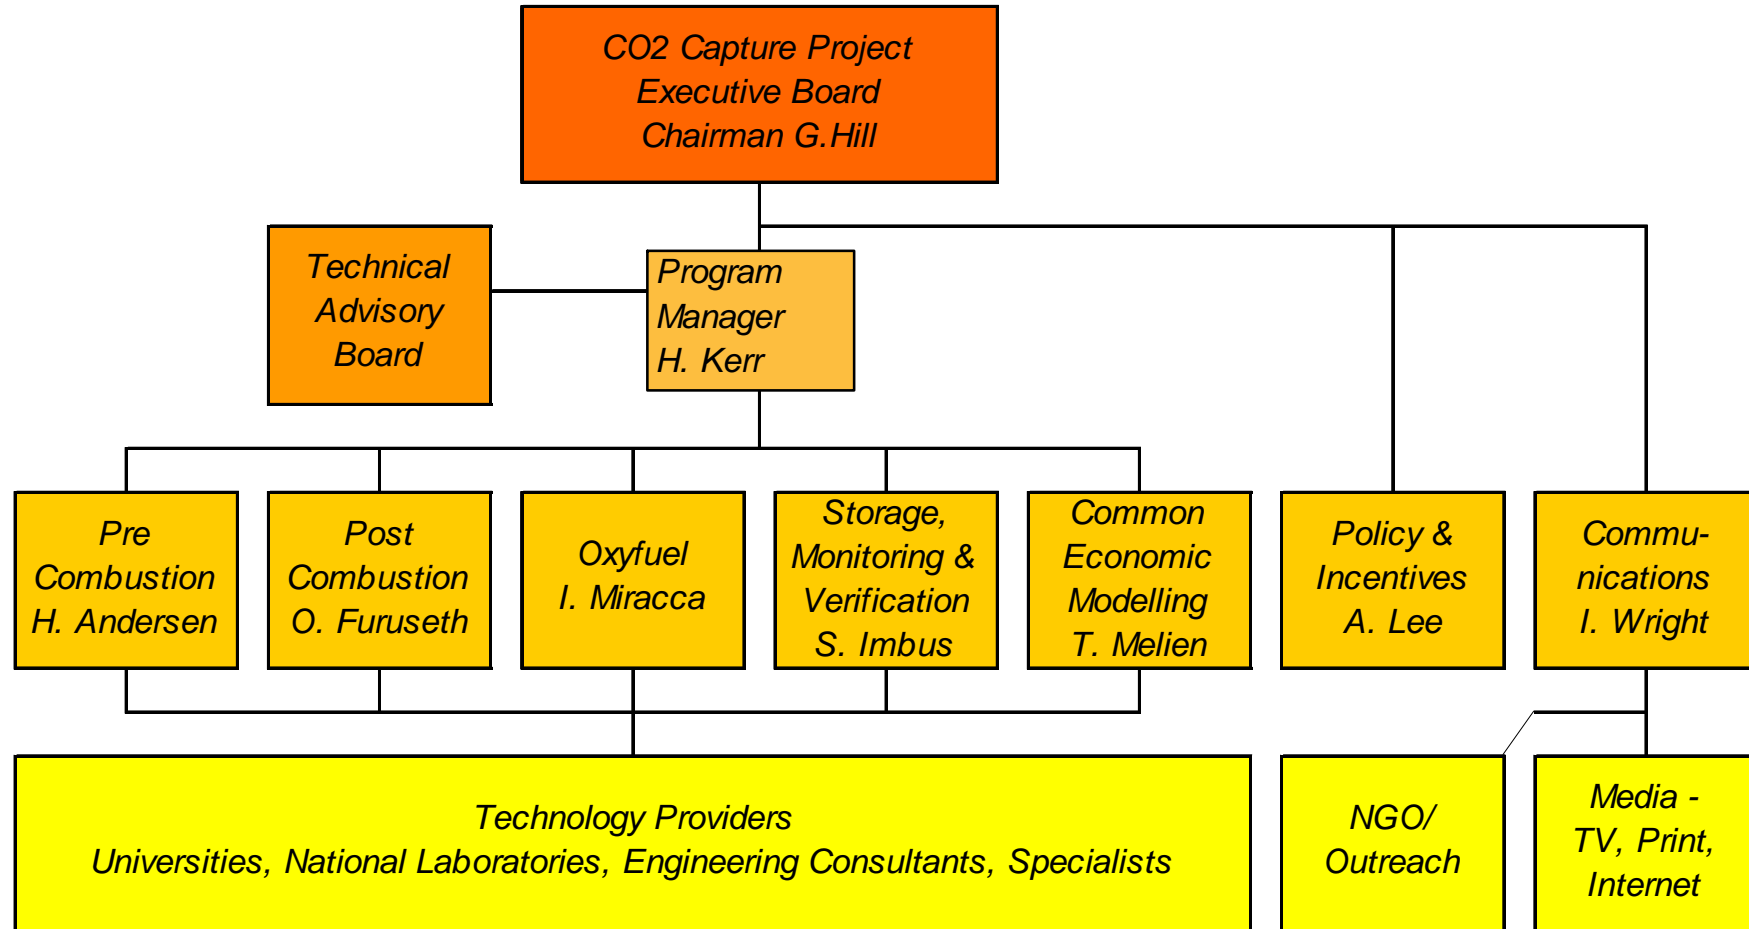 CO2 Capture Project
Executive Board
Chairman G.Hill
Technical
Advisory
Board
Program
Manager
H. Kerr
Pre
Combustion
H. Andersen
Post
Combustion
O. Furuseth
Oxyfuel
I. Miracca
Storage,
Monitoring &
Verification
S. Imbus
Common
Economic
Modelling
T. Melien
Policy &
Incentives
A. Lee
Commu-
nications
I. Wright
Technology Providers
Universities, National Laboratories, Engineering Consultants, Specialists
NGO/
Outreach
Media -
TV, Print,
Internet